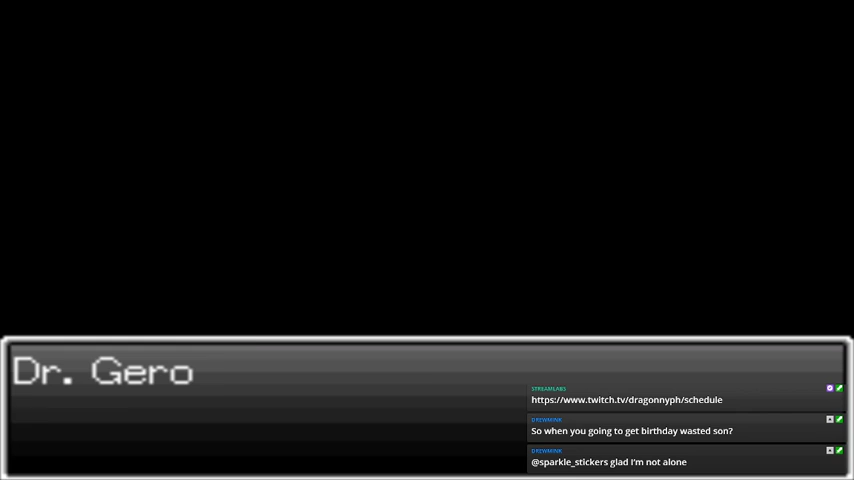 Dr. Gero
STREAMLABS
https://www.twitch.tv/dragonnyph/schedule
DREWMINK
So when you going to get birthday wasted son?
DREWMINK
@sparkle_stickers glad I'm not alone